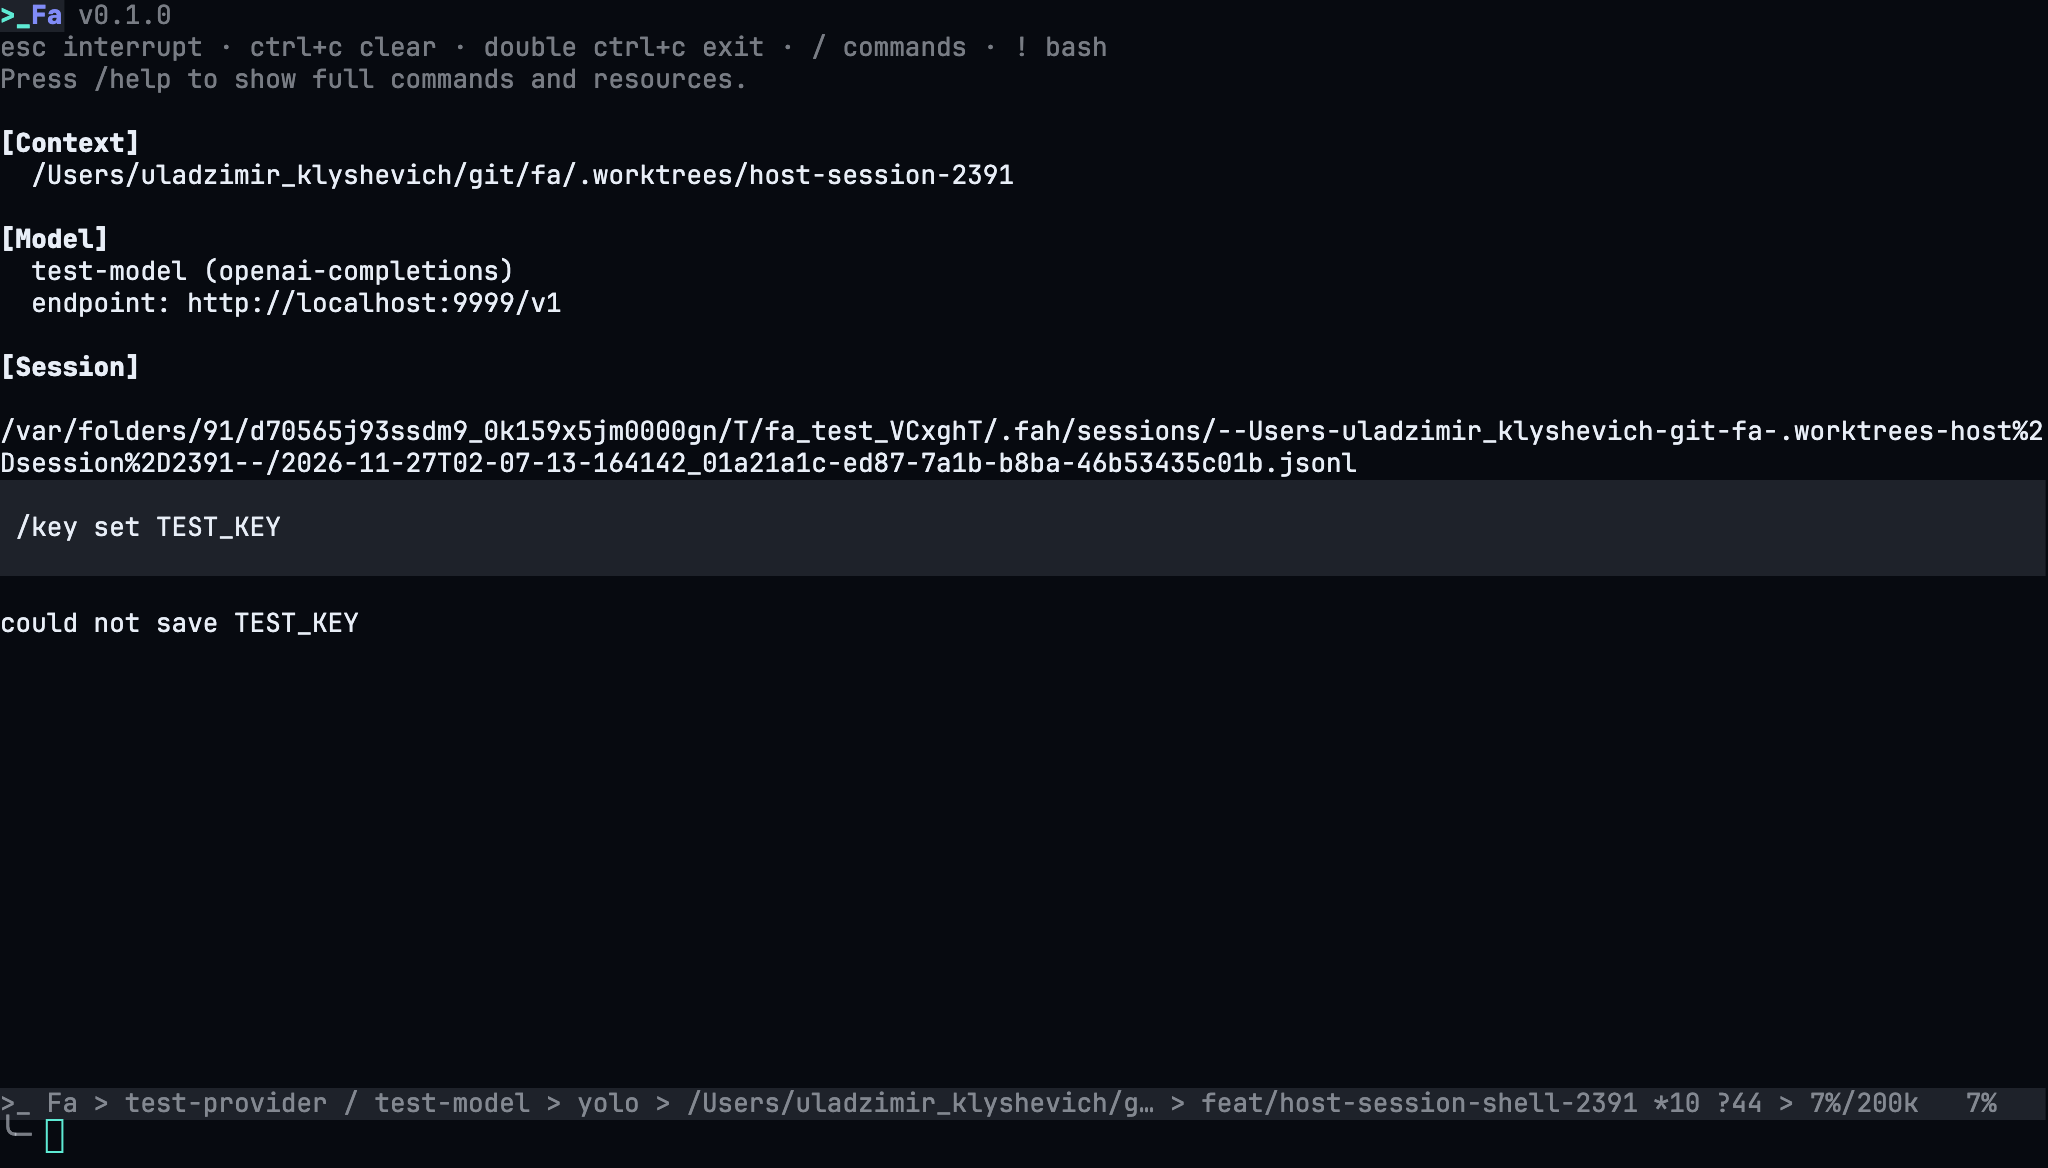 >_Fa v0.1.0
esc interrupt · ctrl+c clear · double ctrl+c exit · / commands · ! bash
Press /help to show full commands and resources.
[Context]
/Users/uladzimir_klyshevich/git/fa/.worktrees/host-session-2391
[Model]
test-model (openai-completions)
endpoint: http://localhost:9999/v1
[Session]
/var/folders/91/d70565j93ssdm9_0k159x5jm0000gn/T/fa_test_VCxghT/.fah/sessions/--Users-uladzimir_klyshevich-git-fa-.worktrees-host%2
Dsession%2D2391--/2026-11-27T02-07-13-164142_01a21a1c-ed87-7a1b-b8ba-46b53435c01b.jsonl
/key set TEST_KEY
could not save TEST_KEY
>_ Fa > test-provider / test-model > yolo > /Users/uladzimir_klyshevich/g… > feat/host-session-shell-2391 *10 ?44 > 7%/200k 7%